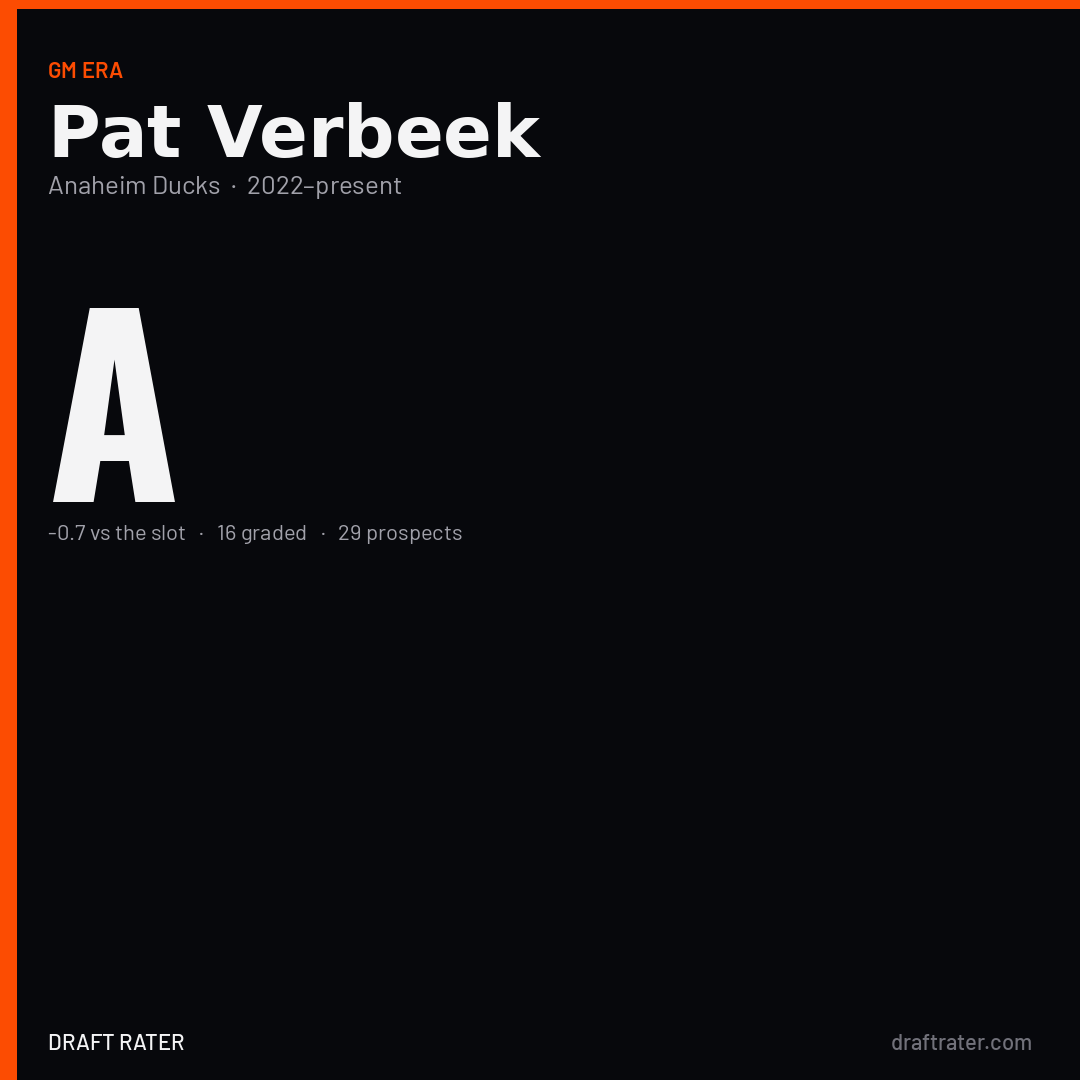 GM ERA
Pat Verbeek
Anaheim Ducks · 2022–present
A
-0.7 vs the slot · 16 graded · 29 prospects
DRAFT RATER
draftrater.com